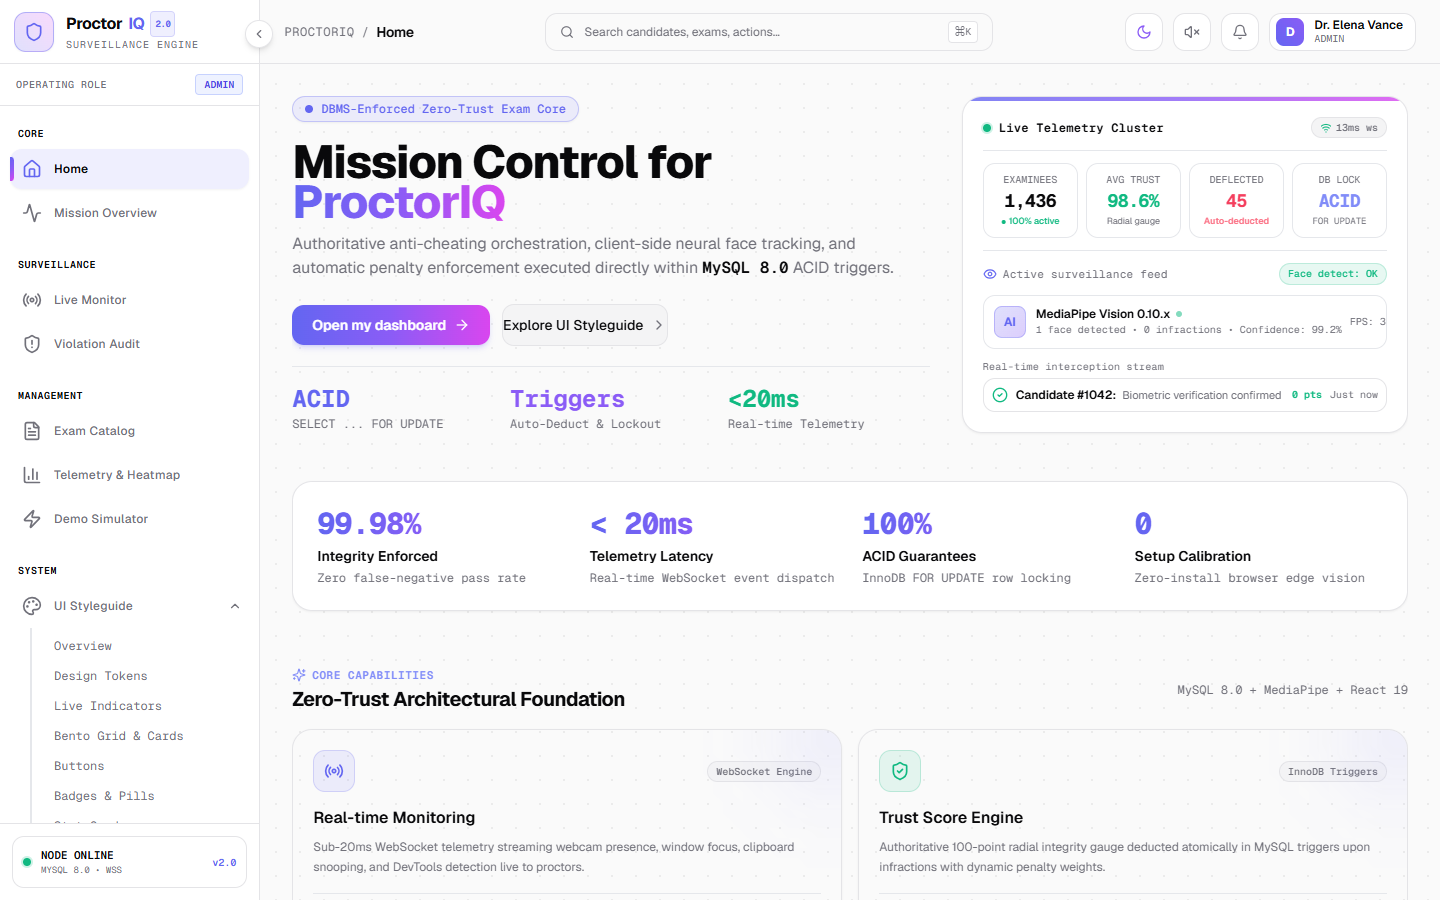 Proctor IQ 2.0
SURVEILLANCE ENGINE
OPERATING ROLE
ADMIN
CORE
Home
Mission Overview
SURVEILLANCE
Live Monitor
Violation Audit
MANAGEMENT
Exam Catalog
Telemetry & Heatmap
Demo Simulator
SYSTEM
UI Styleguide
Overview
Design Tokens
Live Indicators
Bento Grid & Cards
Buttons
Badges & Pills
NODE ONLINE
MYSQL 8.0 • WSS
v2.0
PROCTORIQ / Home
Search candidates, exams, actions...
⌘K
D
Dr. Elena Vance
ADMIN
DBMS-Enforced Zero-Trust Exam Core
Mission Control for
ProctorIQ
Authoritative anti-cheating orchestration, client-side neural face tracking, and
automatic penalty enforcement executed directly within MySQL 8.0 ACID triggers.
Open my dashboard
Explore UI Styleguide
ACID
SELECT ... FOR UPDATE
Triggers
Auto-Deduct & Lockout
<20ms
Real-time Telemetry
Live Telemetry Cluster
13ms ws
EXAMINEES
1,436
● 100% active
AVG TRUST
98.6%
Radial gauge
DEFLECTED
45
Auto-deducted
DB LOCK
ACID
FOR UPDATE
Active surveillance feed
Face detect: OK
AI
MediaPipe Vision 0.10.x
1 face detected • 0 infractions • Confidence: 99.2%
FPS: 3
Real-time interception stream
Candidate #1042: Biometric verification confirmed 0 pts Just now
99.98%
Integrity Enforced
Zero false-negative pass rate
< 20ms
Telemetry Latency
Real-time WebSocket event dispatch
100%
ACID Guarantees
InnoDB FOR UPDATE row locking
0
Setup Calibration
Zero-install browser edge vision
CORE CAPABILITIES
Zero-Trust Architectural Foundation
MySQL 8.0 + MediaPipe + React 19
WebSocket Engine
Real-time Monitoring
Sub-20ms WebSocket telemetry streaming webcam presence, window focus, clipboard
snooping, and DevTools detection live to proctors.
InnoDB Triggers
Trust Score Engine
Authoritative 100-point radial integrity gauge deducted atomically in MySQL triggers upon
infractions with dynamic penalty weights.